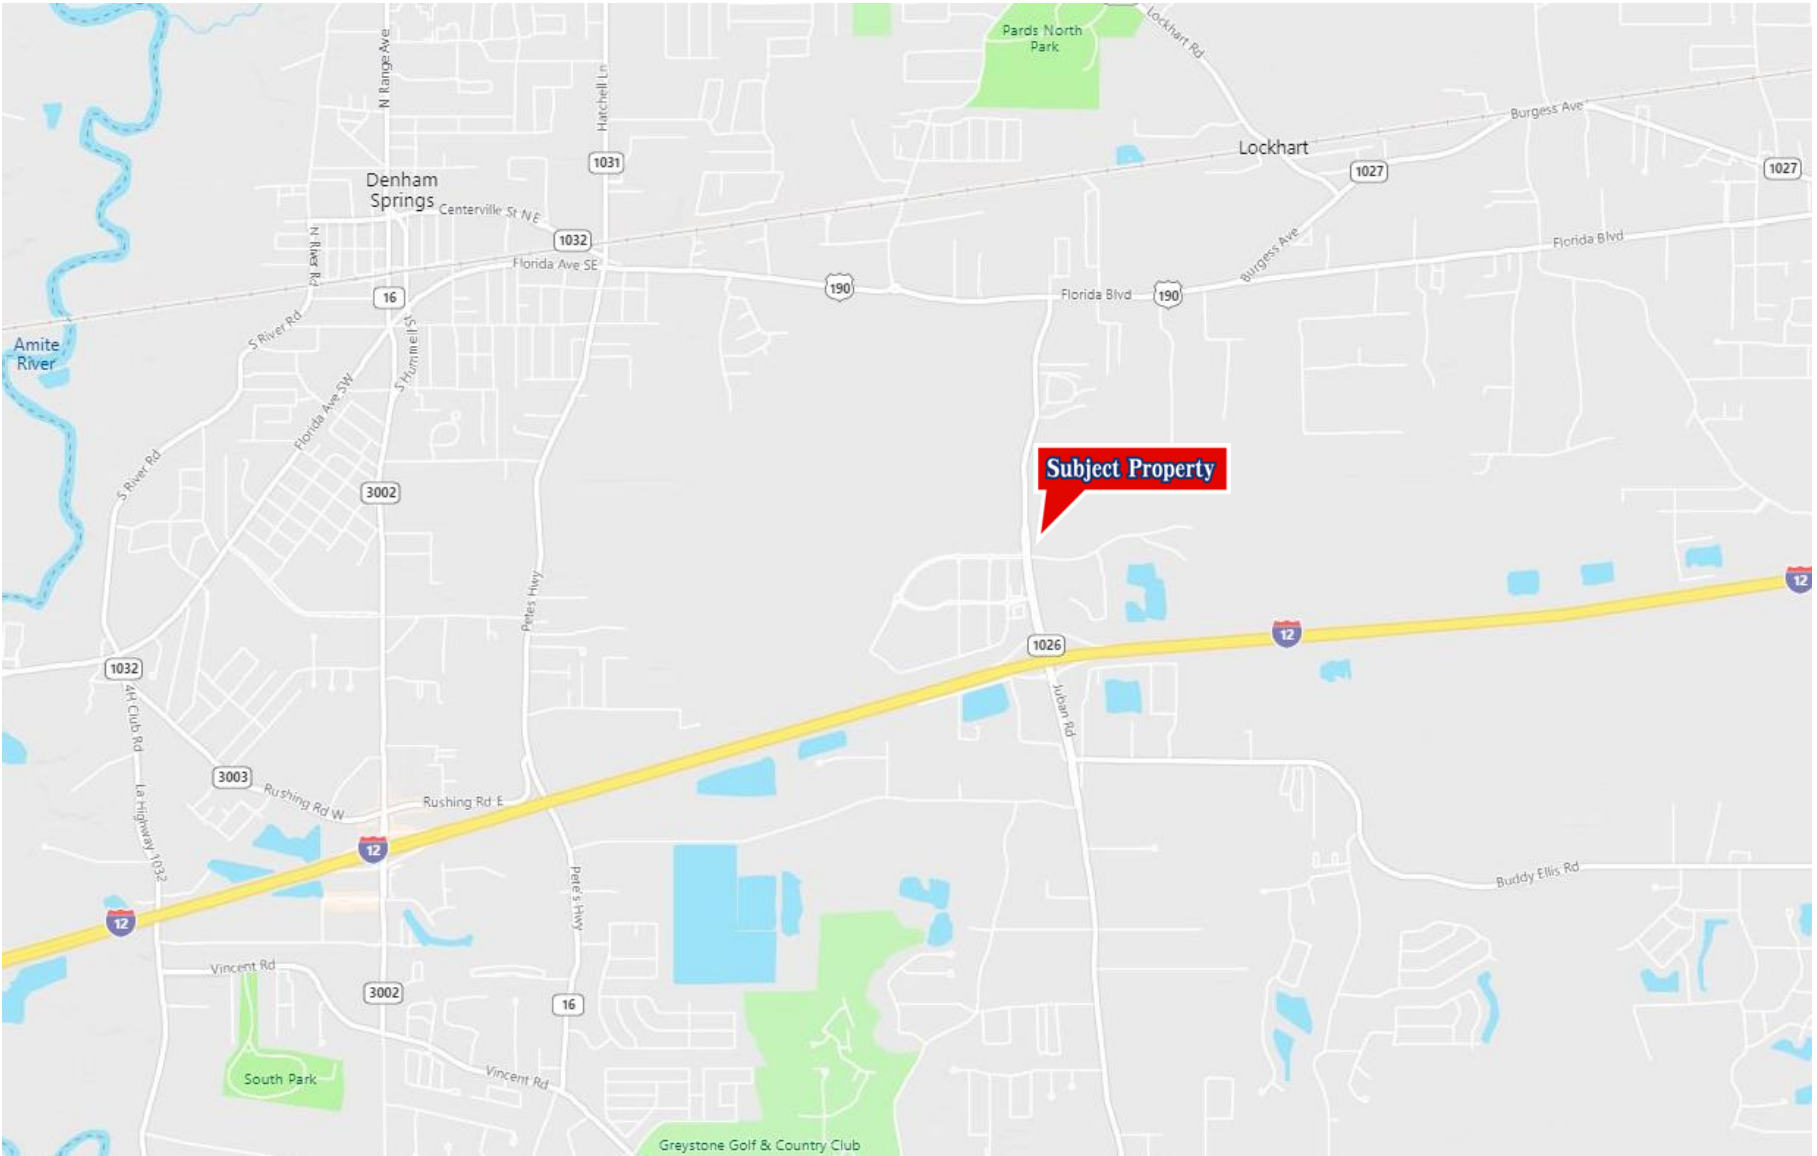 Pards North
Park
Lockhart Rd
N Range Ave
Hatchell Ln
Burgess Ave
Lockhart
1031
1027
1027
Denham
Springs
Centerville St NE
1032
Florida Ave SE
N River Rd
Florida Blvd
Burgess Ave
190
Florida Blvd
190
16
S River Rd
S Hummell St
Amite
River
Florida Ave SW
S River Rd
Subject Property
3002
Petes Hwy
12
12
1026
1032
4H Club Rd
Juban Rd
3003
Rushing Rd W
Rushing Rd E
La Highway 1032
12
Buddy Ellis Rd
Pete's Hwy
12
Vincent Rd
3002
16
South Park
Vincent Rd
Greystone Golf & Country Club